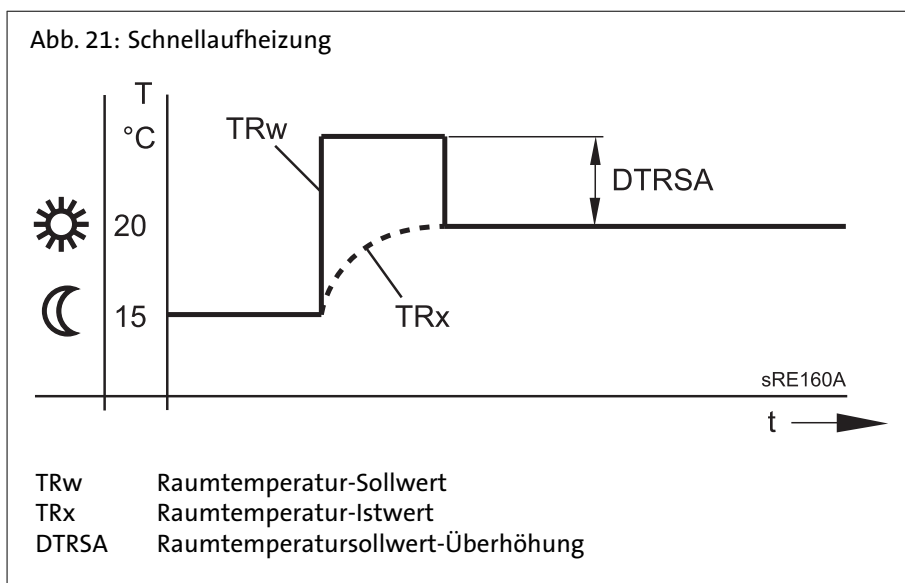 Abb. 21: Schnellaufheizung
T
°C
TRw
DTRSA
20
15
TRx
sRE160A
t
TRw Raumtemperatur-Sollwert
TRx Raumtemperatur-Istwert
DTRSA Raumtemperatursollwert-Überhöhung